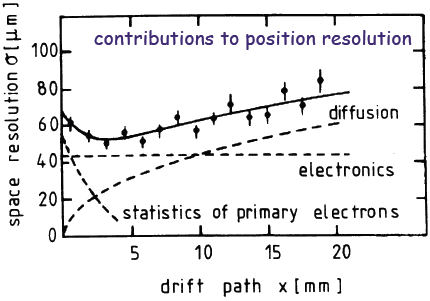 contributions to position resolution
space resolution σ [μm]
100
80
60
40
20
0
diffusion
electronics
statistics of primary electrons
5
10
15
20
drift path x [mm]